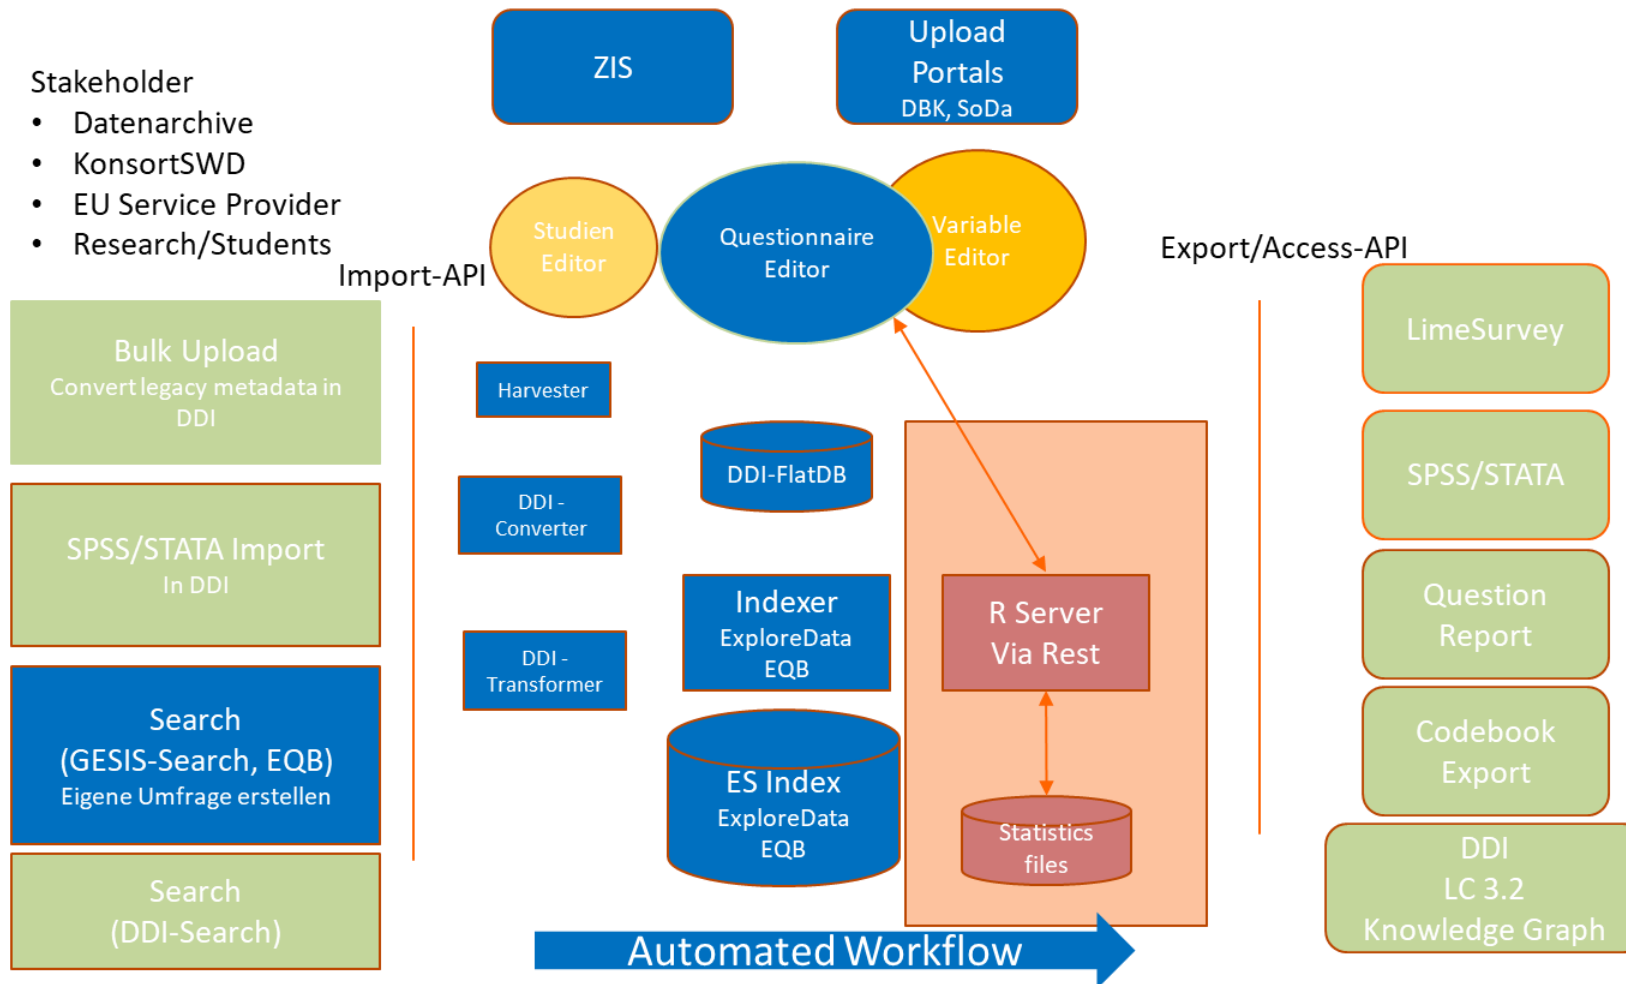 ZIS
Upload
Portals
DBK, SoDa
Stakeholder
• Datenarchive
• KonsortSWD
• EU Service Provider
• Research/Students
Studien
Editor
Questionnaire
Editor
Variable
Editor
Import-API
Export/Access-API
Bulk Upload
Convert legacy metadata in
DDI
SPSS/STATA Import
In DDI
Search
(GESIS-Search, EQB)
Eigene Umfrage erstellen
Search
(DDI-Search)
Harvester
DDI -
Converter
DDI -
Transformer
DDI-FlatDB
Indexer
ExploreData
EQB
ES Index
ExploreData
EQB
R Server
Via Rest
Statistics
files
LimeSurvey
SPSS/STATA
Question
Report
Codebook
Export
DDI
LC 3.2
Knowledge Graph
Automated Workflow